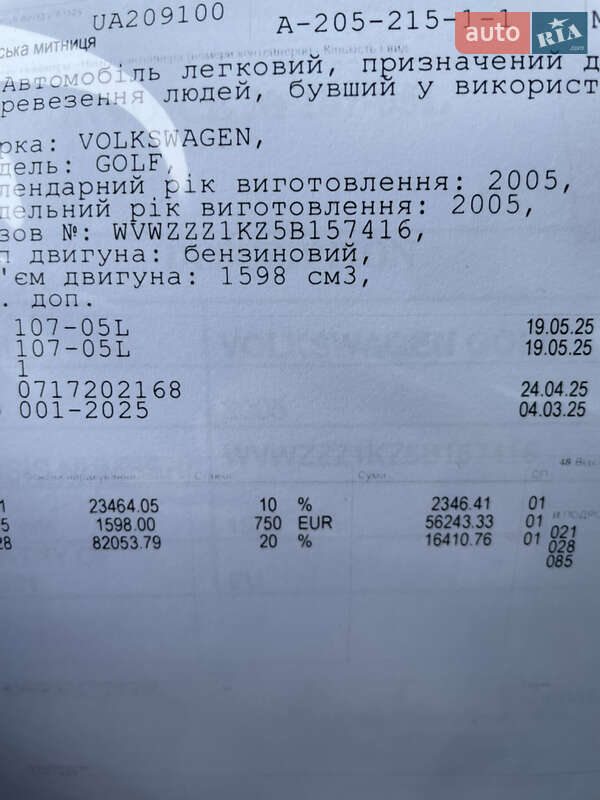 UA209100
A-205-215-1-1
ська митниця
auto RIA .com
Автомобіль легковий, призначений д
ревезення людей, бувший у використ
рка: VOLKSWAGEN,
дель: GOLF,
лендарний рік виготовлення: 2005,
дельний рік виготовлення: 2005,
зов №: WVWZZZ1KZ5B157416,
п двигуна: бензиновий,
'єм двигуна: 1598 см3,
. доп.
107-05L 19.05.25
107-05L 19.05.25
1
0717202168 24.04.25
001-2025 04.03.25
1 23464.05 10 % 2346.41 01
5 1598.00 750 EUR 56243.33 01 021
28 82053.79 20 % 16410.76 01 028
085